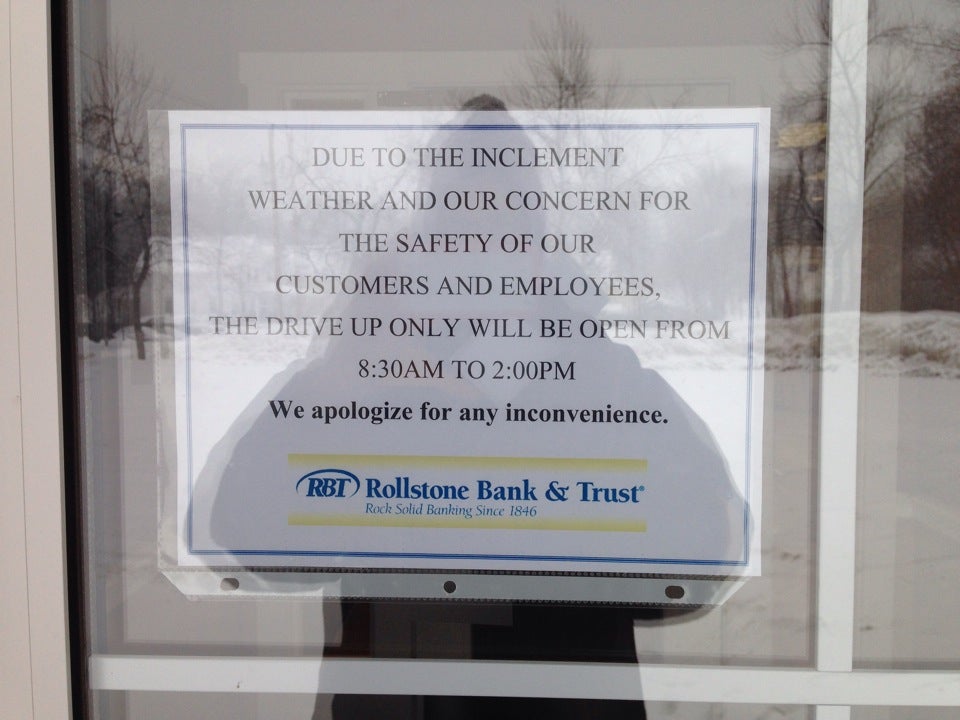 DUE TO THE INCLEMENT
WEATHER AND OUR CONCERN FOR
THE SAFETY OF OUR
CUSTOMERS AND EMPLOYEES,
THE DRIVE UP ONLY WILL BE OPEN FROM
8:30AM TO 2:00PM
We apologize for any inconvenience.
RBT Rollstone Bank & Trust®
Rock Solid Banking Since 1846